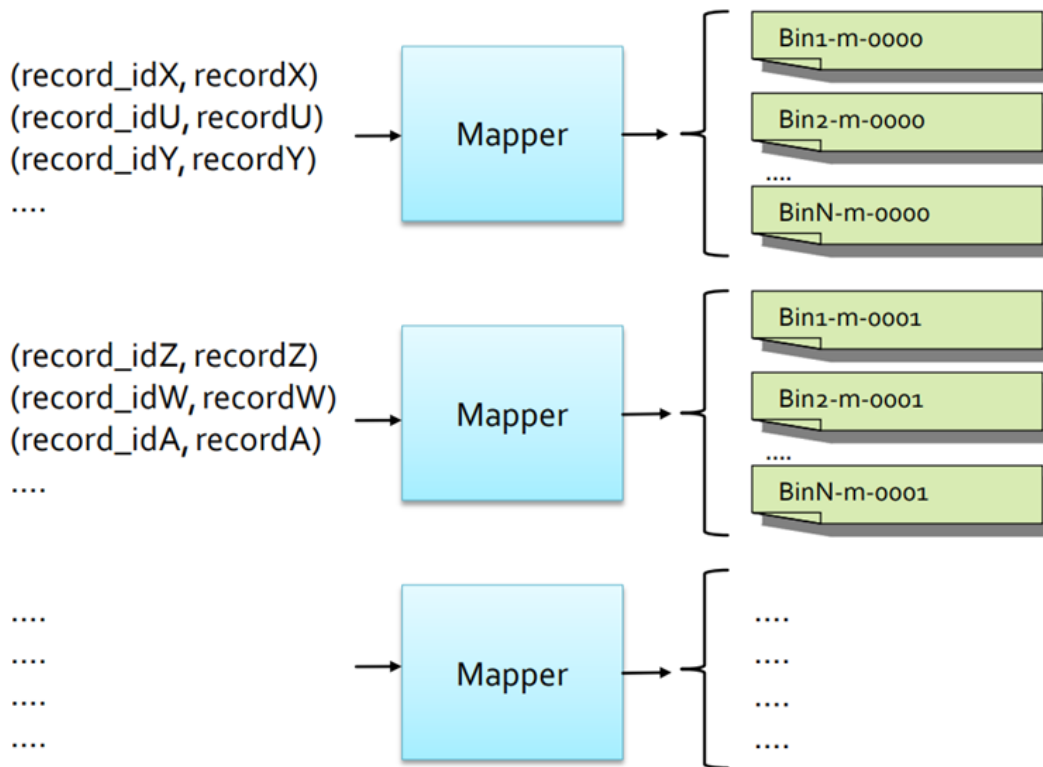 (record_idX, recordX)
(record_idU, recordU)
(record_idY, recordY)
....
Mapper
Bin1-m-0000
Bin2-m-0000
....
BinN-m-0000
(record_idZ, recordZ)
(record_idW, recordW)
(record_idA, recordA)
....
Mapper
Bin1-m-0001
Bin2-m-0001
....
BinN-m-0001
....
....
....
....
Mapper
....
....
....
....